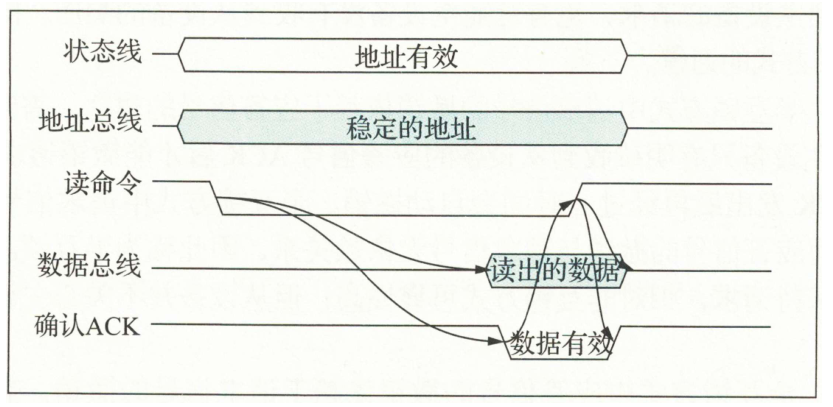 状态线
地址有效
地址总线
稳定的地址
读命令
数据总线
读出的数据
确认ACK
数据有效